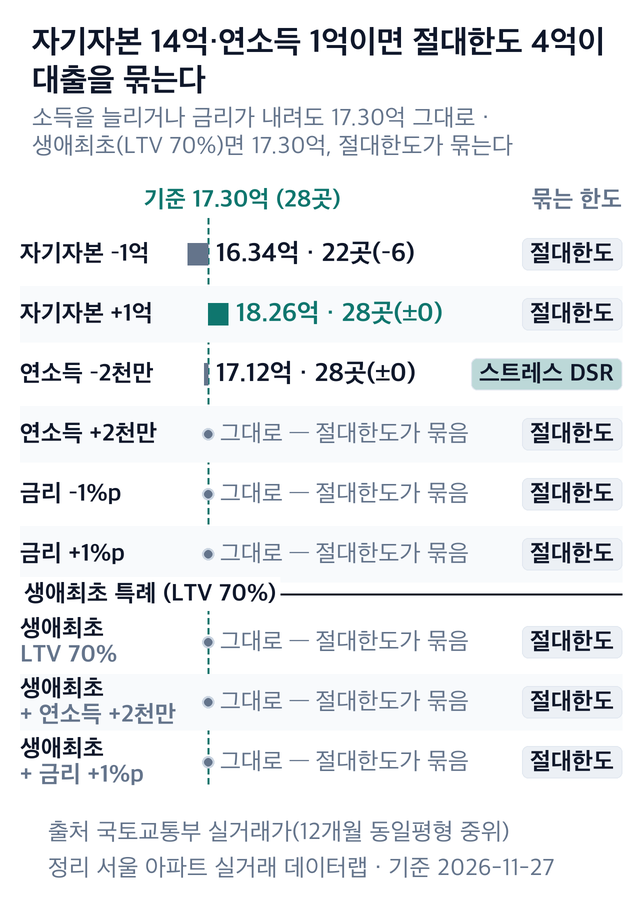 자기자본 14억·연소득 1억이면 절대한도 4억이
대출을 묶는다
소득을 늘리거나 금리가 내려도 17.30억 그대로 ·
생애최초(LTV 70%)면 17.30억, 절대한도가 묶는다
기준 17.30억 (28곳) 묶는 한도
자기자본 -1억 16.34억 · 22곳(-6) 절대한도
자기자본 +1억 18.26억 · 28곳(±0) 절대한도
연소득 -2천만 17.12억 · 28곳(±0) 스트레스 DSR
연소득 +2천만 그대로 — 절대한도가 묶음 절대한도
금리 -1%p 그대로 — 절대한도가 묶음 절대한도
금리 +1%p 그대로 — 절대한도가 묶음 절대한도
생애최초 특례 (LTV 70%)
생애최초
LTV 70% 그대로 — 절대한도가 묶음 절대한도
생애최초
+ 연소득 +2천만 그대로 — 절대한도가 묶음 절대한도
생애최초
+ 금리 +1%p 그대로 — 절대한도가 묶음 절대한도
출처 국토교통부 실거래가(12개월 동일평형 중위)
정리 서울 아파트 실거래 데이터랩 · 기준 2026-11-27